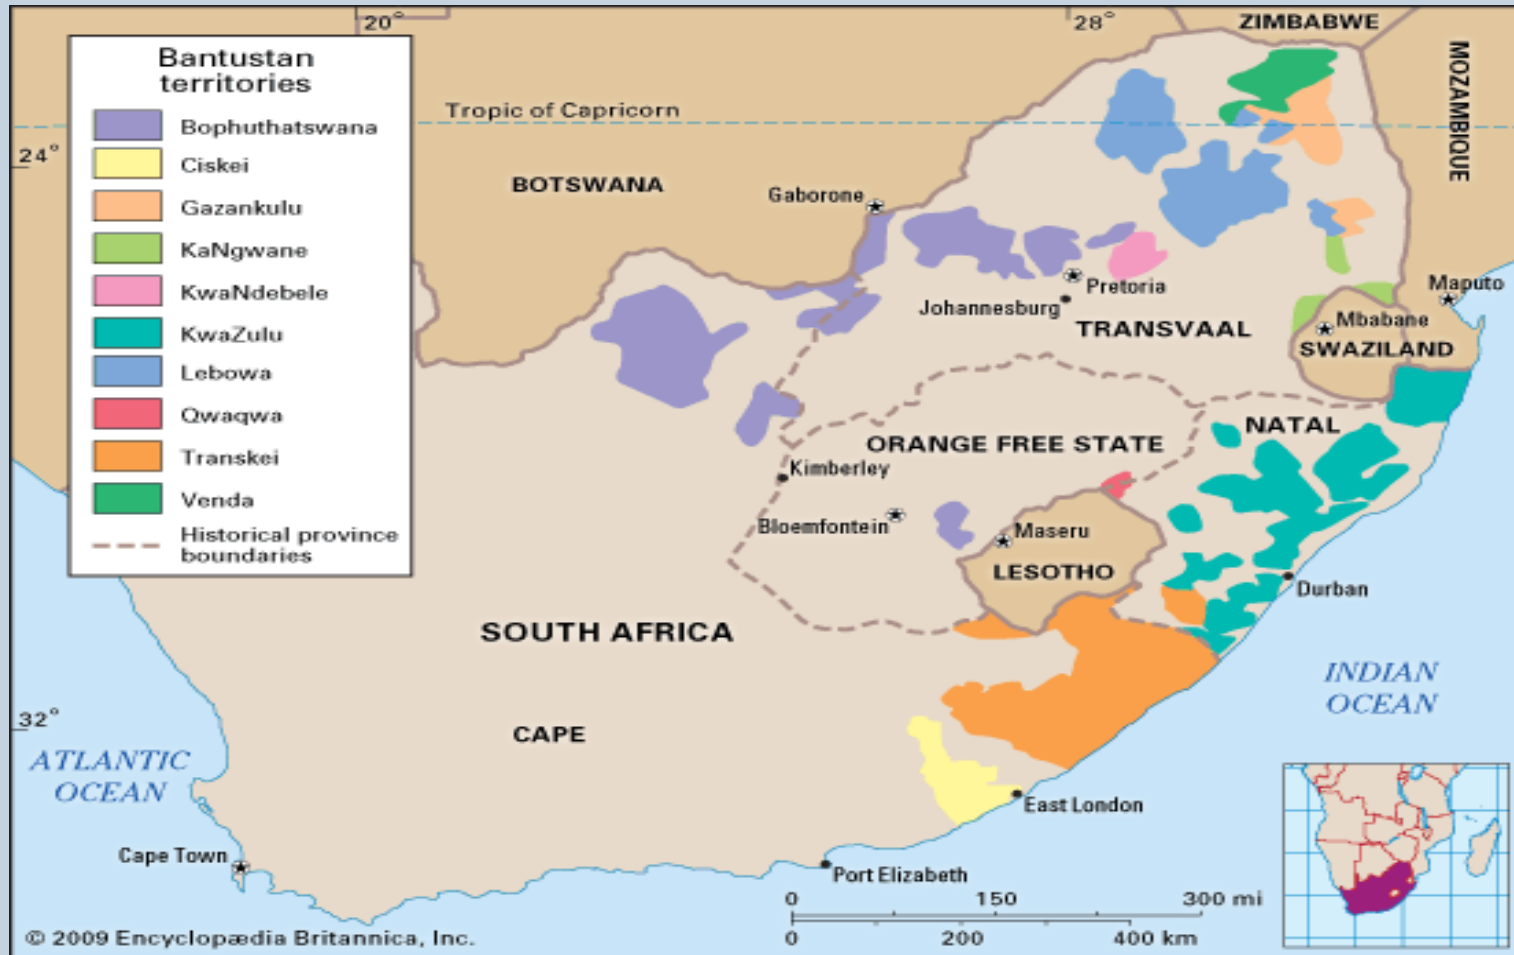 20°
28°
ZIMBABWE
Bantustan
territories
Bophuthatswana
Ciskei
Gazankulu
KaNgwane
KwaNdebele
KwaZulu
Lebowa
Qwaqwa
Transkei
Venda
Historical province
boundaries
MOZAMBIQUE
Tropic of Capricorn
24°
BOTSWANA
Gaborone
Pretoria
Maputo
Johannesburg
Mbabane
TRANSVAAL
SWAZILAND
NATAL
ORANGE FREE STATE
Kimberley
Bloemfontein
Maseru
LESOTHO
Durban
SOUTH AFRICA
INDIAN
OCEAN
32°
CAPE
ATLANTIC
OCEAN
East London
Cape Town
Port Elizabeth
0 150 300 mi
0 200 400 km
© 2009 Encyclopædia Britannica, Inc.